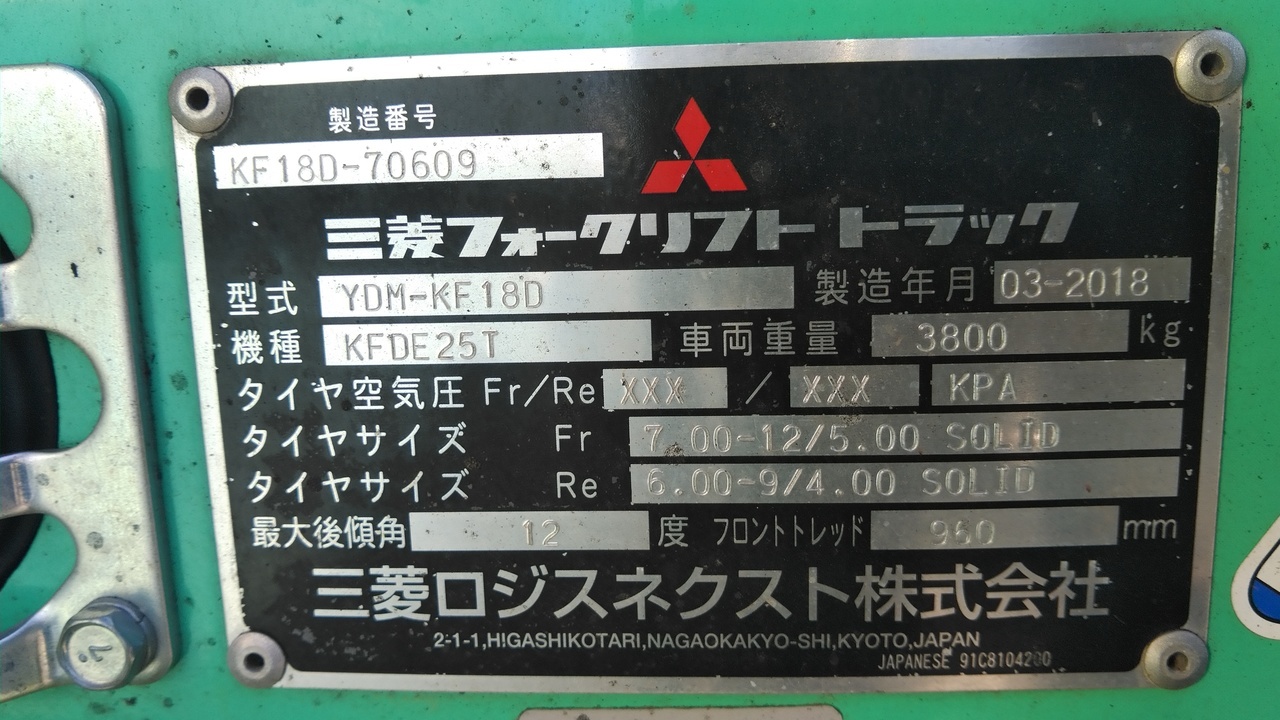 製造番号
KF18D-70609
三菱フォークリフト トラック
型式 YDM-KF18D 製造年月 03-2018
機種 KFDE25T 車両重量 3800 kg
タイヤ空気圧 Fr/Re XXX / XXX KPA
タイヤサイズ Fr 7.00-12/5.00 SOLID
タイヤサイズ Re 6.00-9/4.00 SOLID
最大後傾角 12 度 フロントトレッド 960 mm
三菱ロジスネクスト株式会社
2-1-1,HIGASHIKOTARI,NAGAOKAKYO-SHI,KYOTO,JAPAN
JAPANESE 91C8104200
7